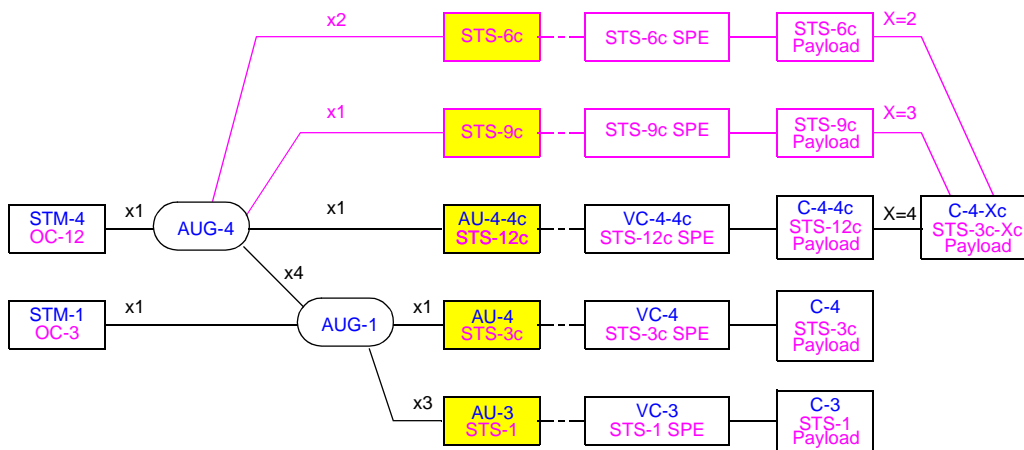 x2
STS-6c
STS-6c SPE
STS-6c
Payload
X=2
x1
STS-9c
STS-9c SPE
STS-9c
Payload
X=3
STM-4
OC-12
x1
AUG-4
x1
AU-4-4c
STS-12c
VC-4-4c
STS-12c SPE
C-4-4c
STS-12c
Payload
X=4
C-4-Xc
STS-3c-Xc
Payload
x4
STM-1
OC-3
x1
AUG-1
x1
AU-4
STS-3c
VC-4
STS-3c SPE
C-4
STS-3c
Payload
x3
AU-3
STS-1
VC-3
STS-1 SPE
C-3
STS-1
Payload